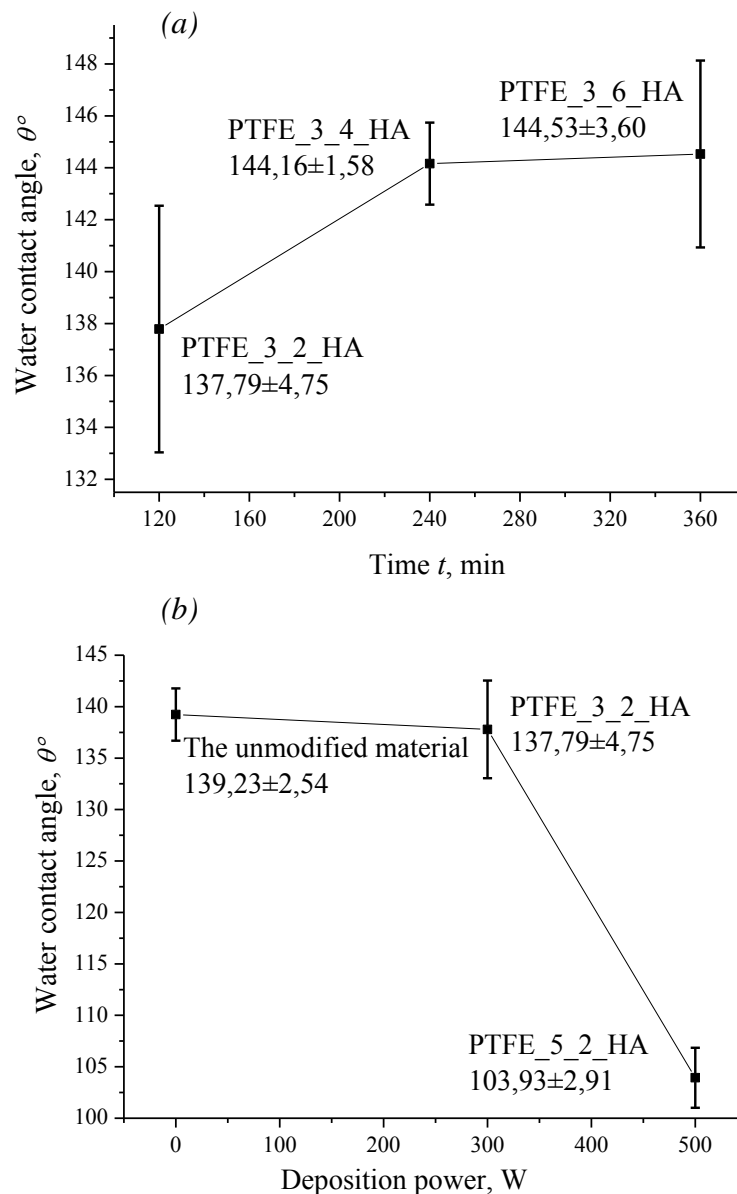 (a)
148
146
144
142
140
138
136
134
132
Water contact angle, θ°
PTFE_3_6_HA
144,53±3,60
PTFE_3_4_HA
144,16±1,58
PTFE_3_2_HA
137,79±4,75
120 160 200 240 280 320 360
Time t, min
(b)
145
140
135
130
125
120
115
110
105
100
Water contact angle, θ°
PTFE_3_2_HA
137,79±4,75
The unmodified material
139,23±2,54
PTFE_5_2_HA
103,93±2,91
0 100 200 300 400 500
Deposition power, W